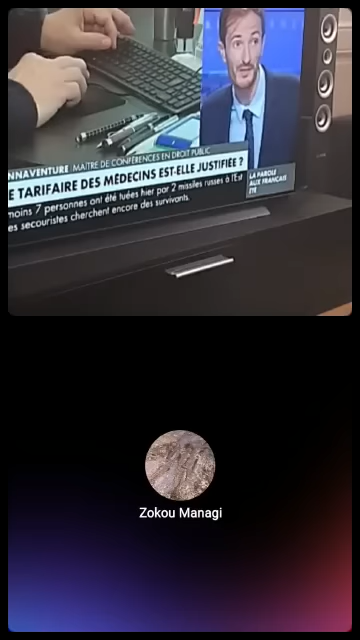 NNAVENTURE MAÎTRE DE CONFÉRENCES EN DROIT PUBLIC
E TARIFAIRE DES MÉDECINS EST-ELLE JUSTIFIÉE ?
moins 7 personnes ont été tuées hier par 2 missiles russes à l'Est
es secouristes cherchent encore des survivants.
LA PAROLE
AUX FRANÇAIS
ÉTÉ
Zokou Managi